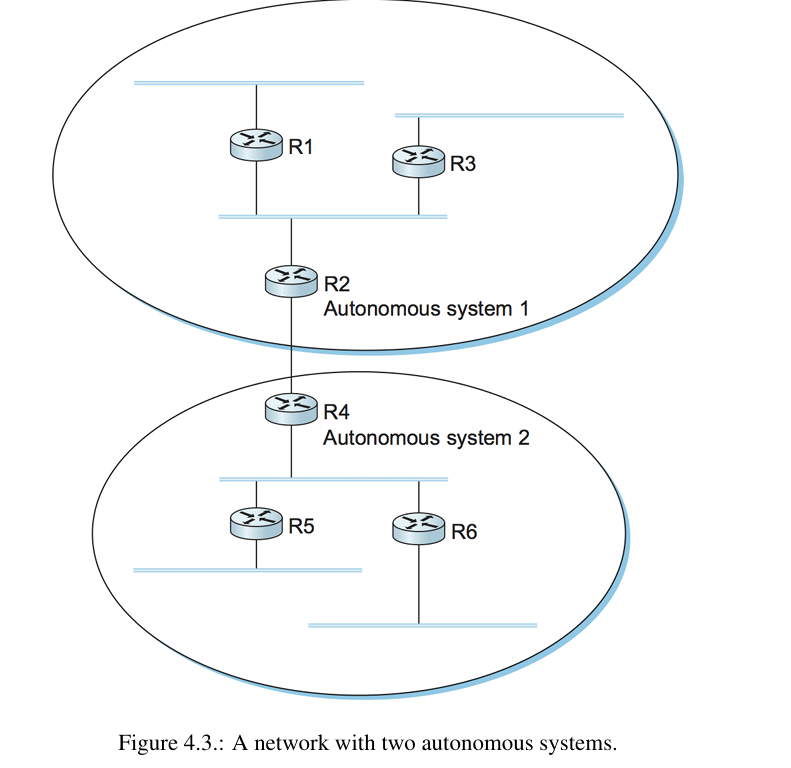 R1
R3
R2
Autonomous system 1
R4
Autonomous system 2
R5
R6
Figure 4.3.: A network with two autonomous systems.